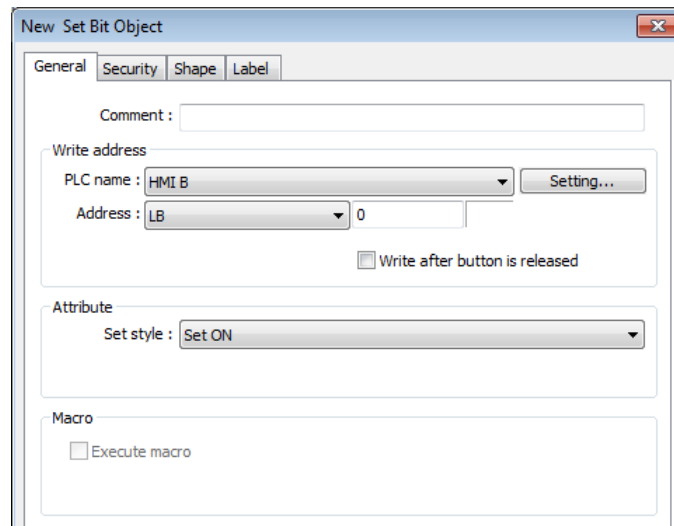 New Set Bit Object
General Security Shape Label
Comment :
Write address
PLC name : HMI B Setting...
Address : LB 0
Write after button is released
Attribute
Set style : Set ON
Macro
Execute macro